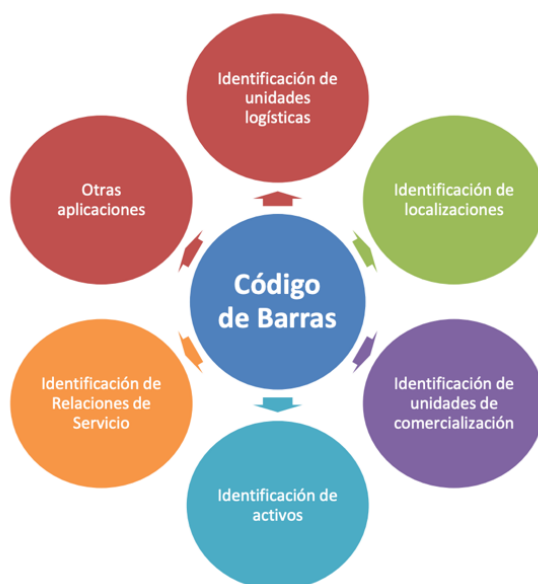 Identificación de
unidades
logísticas
Otras
aplicaciones
Identificación de
localizaciones
Código
de Barras
Identificación de
Relaciones de
Servicio
Identificación de
unidades de
comercialización
Identificación de
activos